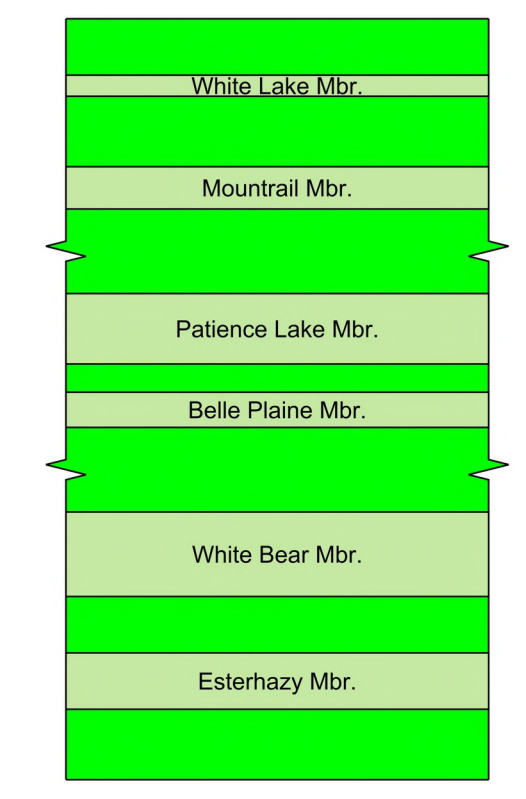 White Lake Mbr.
Mountrail Mbr.
Patience Lake Mbr.
Belle Plaine Mbr.
White Bear Mbr.
Esterhazy Mbr.